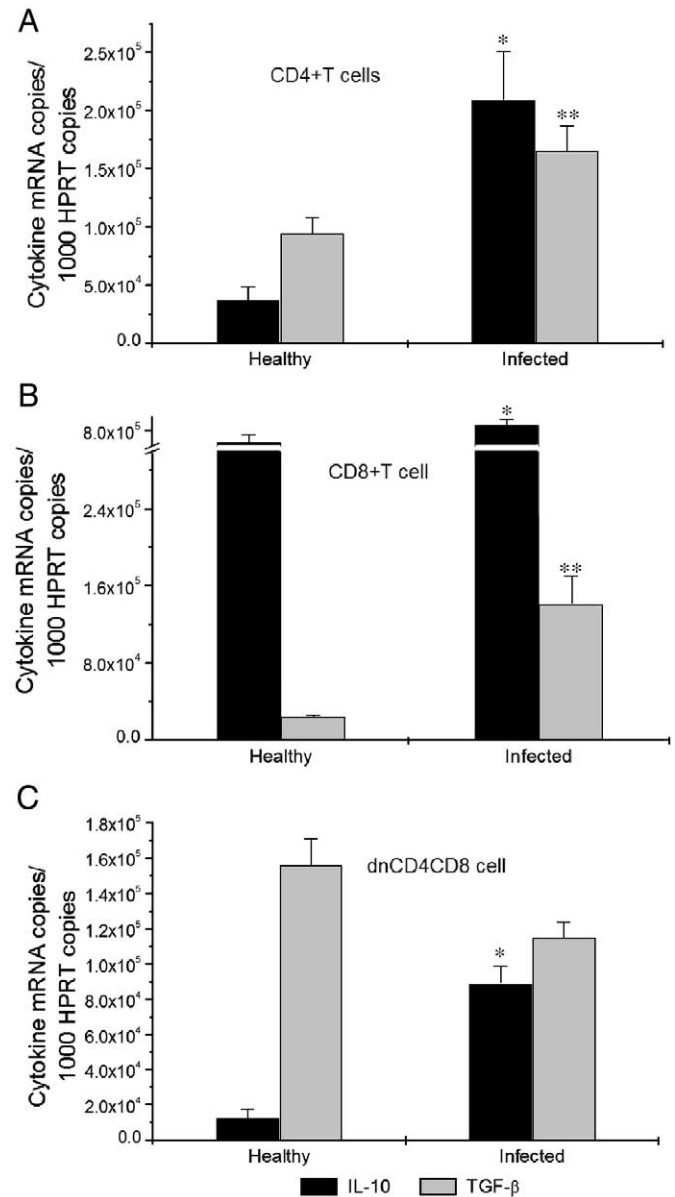 A
Cytokine mRNA copies/
1000 HPRT copies
2.5x10⁵
2.0x10⁵
1.5x10⁵
1.0x10⁵
5.0x10⁴
0.0
CD4+T cells
*
**
Healthy
Infected
B
Cytokine mRNA copies/
1000 HPRT copies
8.0x10⁵
2.4x10⁵
1.6x10⁵
8.0x10⁴
0.0
CD8+T cell
*
**
Healthy
Infected
C
Cytokine mRNA copies/
1000 HPRT copies
1.8x10⁵
1.6x10⁵
1.4x10⁵
1.2x10⁵
1.0x10⁵
8.0x10⁴
6.0x10⁴
4.0x10⁴
2.0x10⁴
0.0
dnCD4CD8 cell
*
Healthy
Infected
IL-10
TGF-β